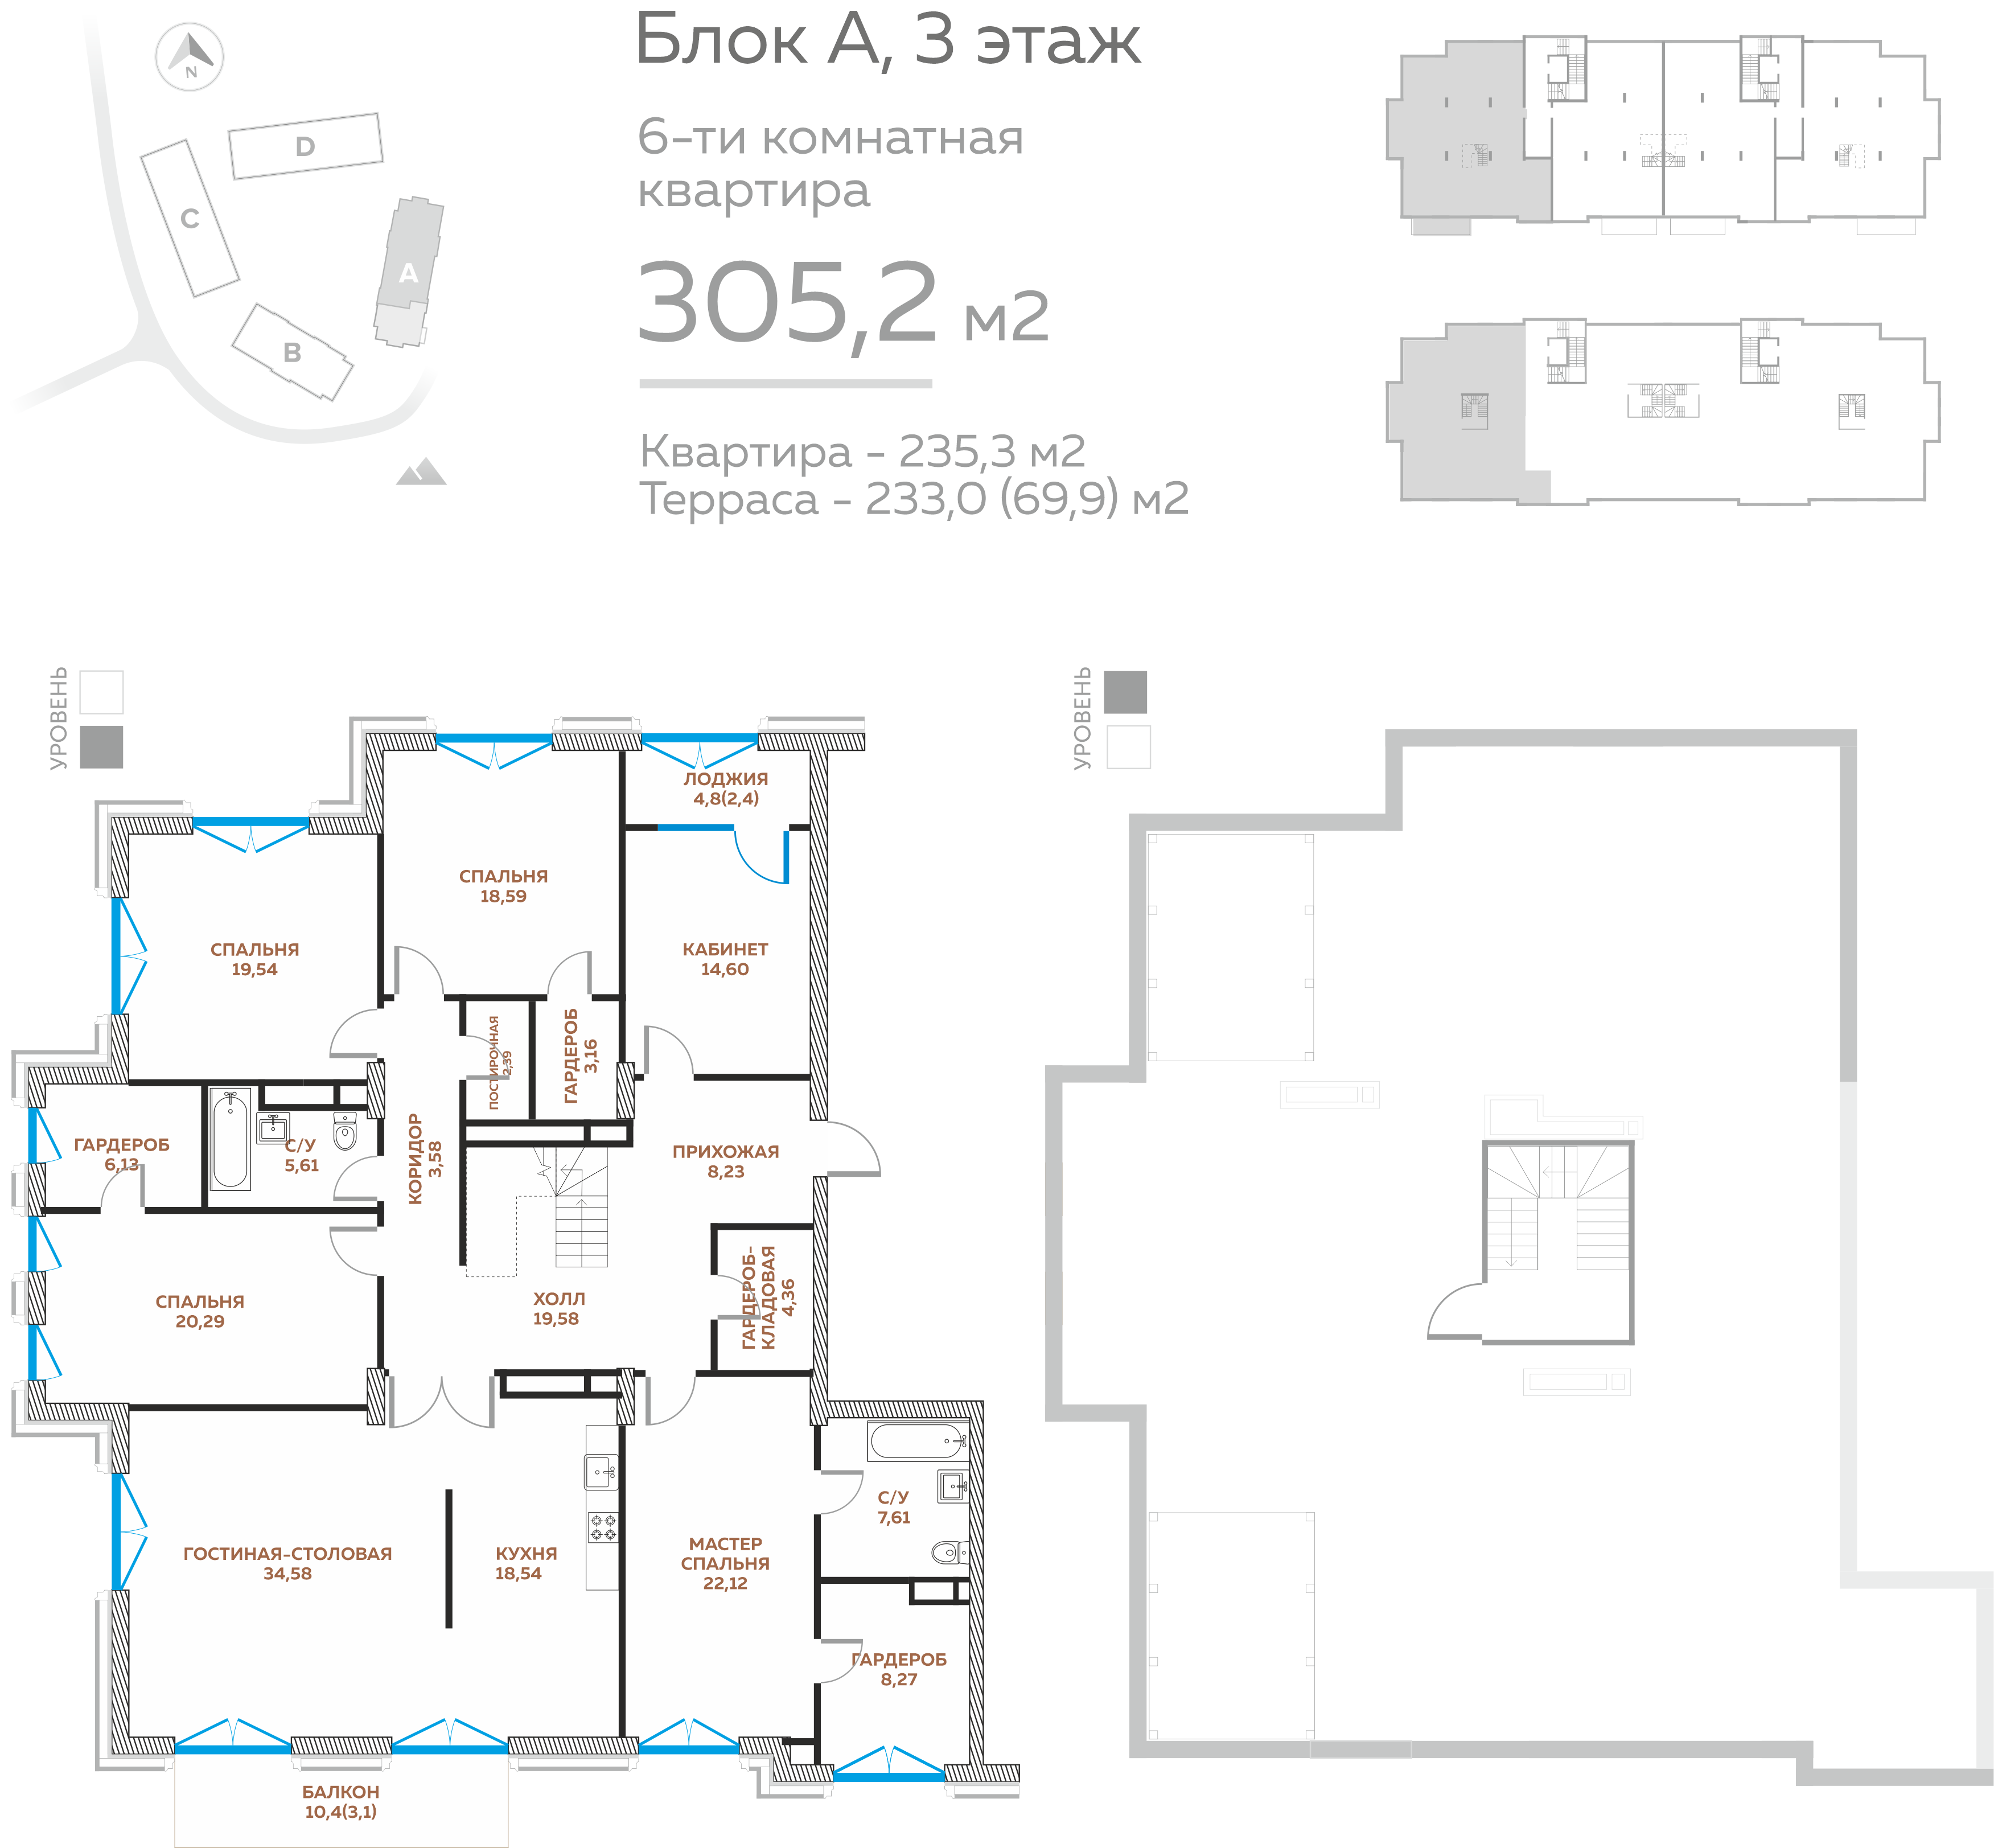 N
D
C
A
B
Блок А, 3 этаж
6-ти комнатная
квартира
305,2 м2
Квартира - 235,3 м2
Терраса - 233,0 (69,9) м2
УРОВЕНЬ
УРОВЕНЬ
ЛОДЖИЯ
4,8(2,4)
СПАЛЬНЯ
18,59
СПАЛЬНЯ
19,54
КАБИНЕТ
14,60
ПОСТИРОЧНАЯ
2,39
ГАРДЕРОБ
3,16
ГАРДЕРОБ
6,13
С/У
5,61
КОРИДОР
3,58
ПРИХОЖАЯ
8,23
СПАЛЬНЯ
20,29
ХОЛЛ
19,58
ГАРДЕРОБ-
КЛАДОВАЯ
4,36
С/У
7,61
ГОСТИНАЯ-СТОЛОВАЯ
34,58
КУХНЯ
18,54
МАСТЕР
СПАЛЬНЯ
22,12
ГАРДЕРОБ
8,27
БАЛКОН
10,4(3,1)